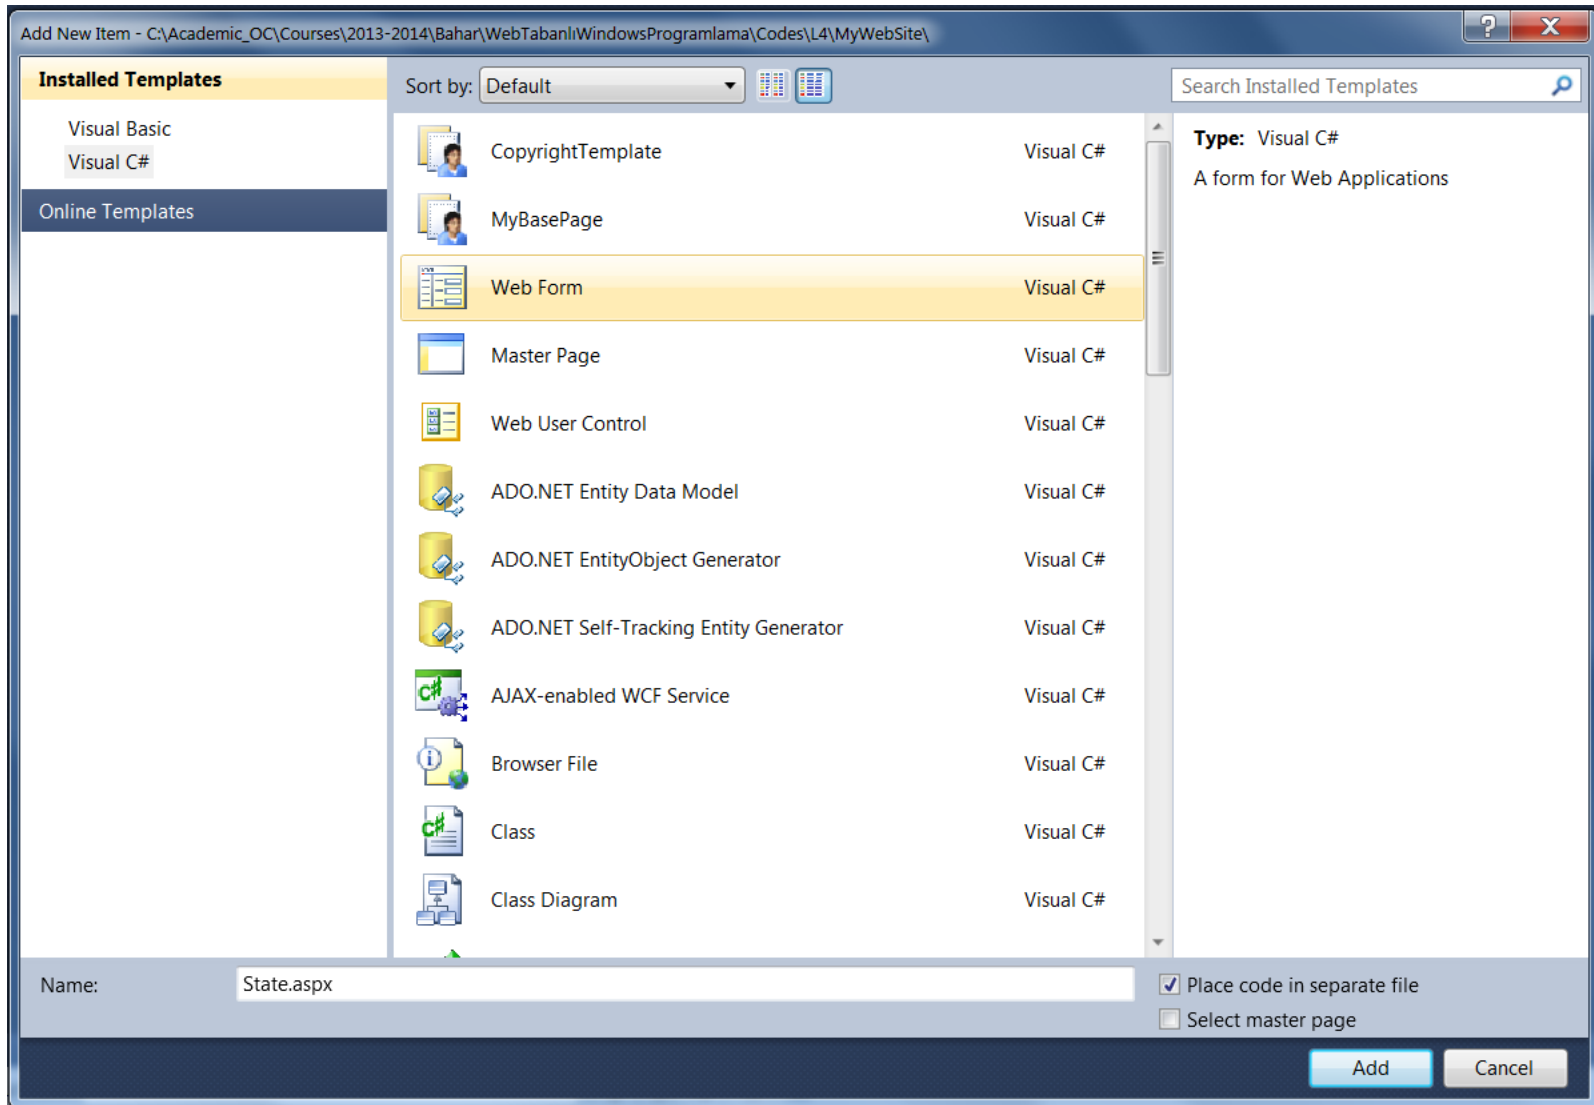 Add New Item - C:\Academic_OC\Courses\2013-2014\Bahar\WebTabanlıWindowsProgramlama\Codes\L4\MyWebSite\
Installed Templates
Visual Basic
Visual C#
Online Templates
Sort by: Default
Search Installed Templates
CopyrightTemplate Visual C#
MyBasePage Visual C#
Web Form Visual C#
Master Page Visual C#
Web User Control Visual C#
ADO.NET Entity Data Model Visual C#
ADO.NET EntityObject Generator Visual C#
ADO.NET Self-Tracking Entity Generator Visual C#
AJAX-enabled WCF Service Visual C#
Browser File Visual C#
Class Visual C#
Class Diagram Visual C#
Type: Visual C#
A form for Web Applications
Name: State.aspx
Place code in separate file
Select master page
Add Cancel